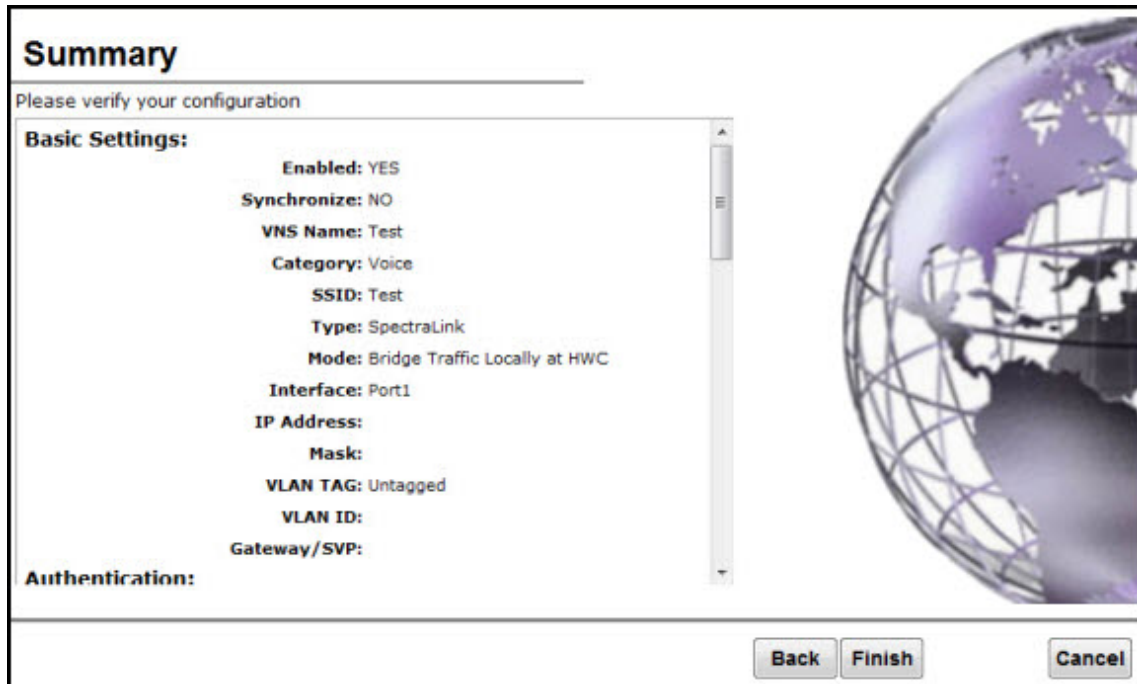 Summary
Please verify your configuration
Basic Settings:
Enabled: YES
Synchronize: NO
VNS Name: Test
Category: Voice
SSID: Test
Type: SpectraLink
Mode: Bridge Traffic Locally at HWC
Interface: Port1
IP Address:
Mask:
VLAN TAG: Untagged
VLAN ID:
Gateway/SVP:
Authentication:
Back Finish Cancel